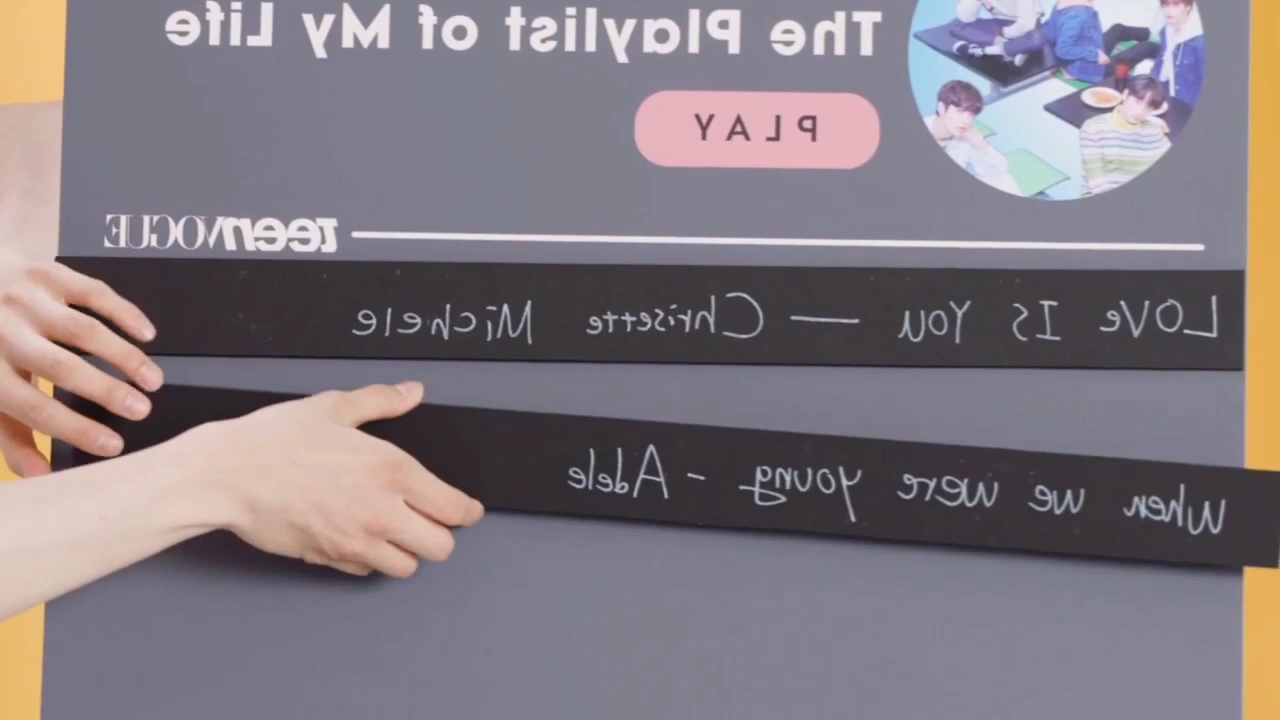 The Playlist of My Life
PLAY
teenVOGUE
LOVe IS YOU — Chrisette Michele
When we were young - Adele